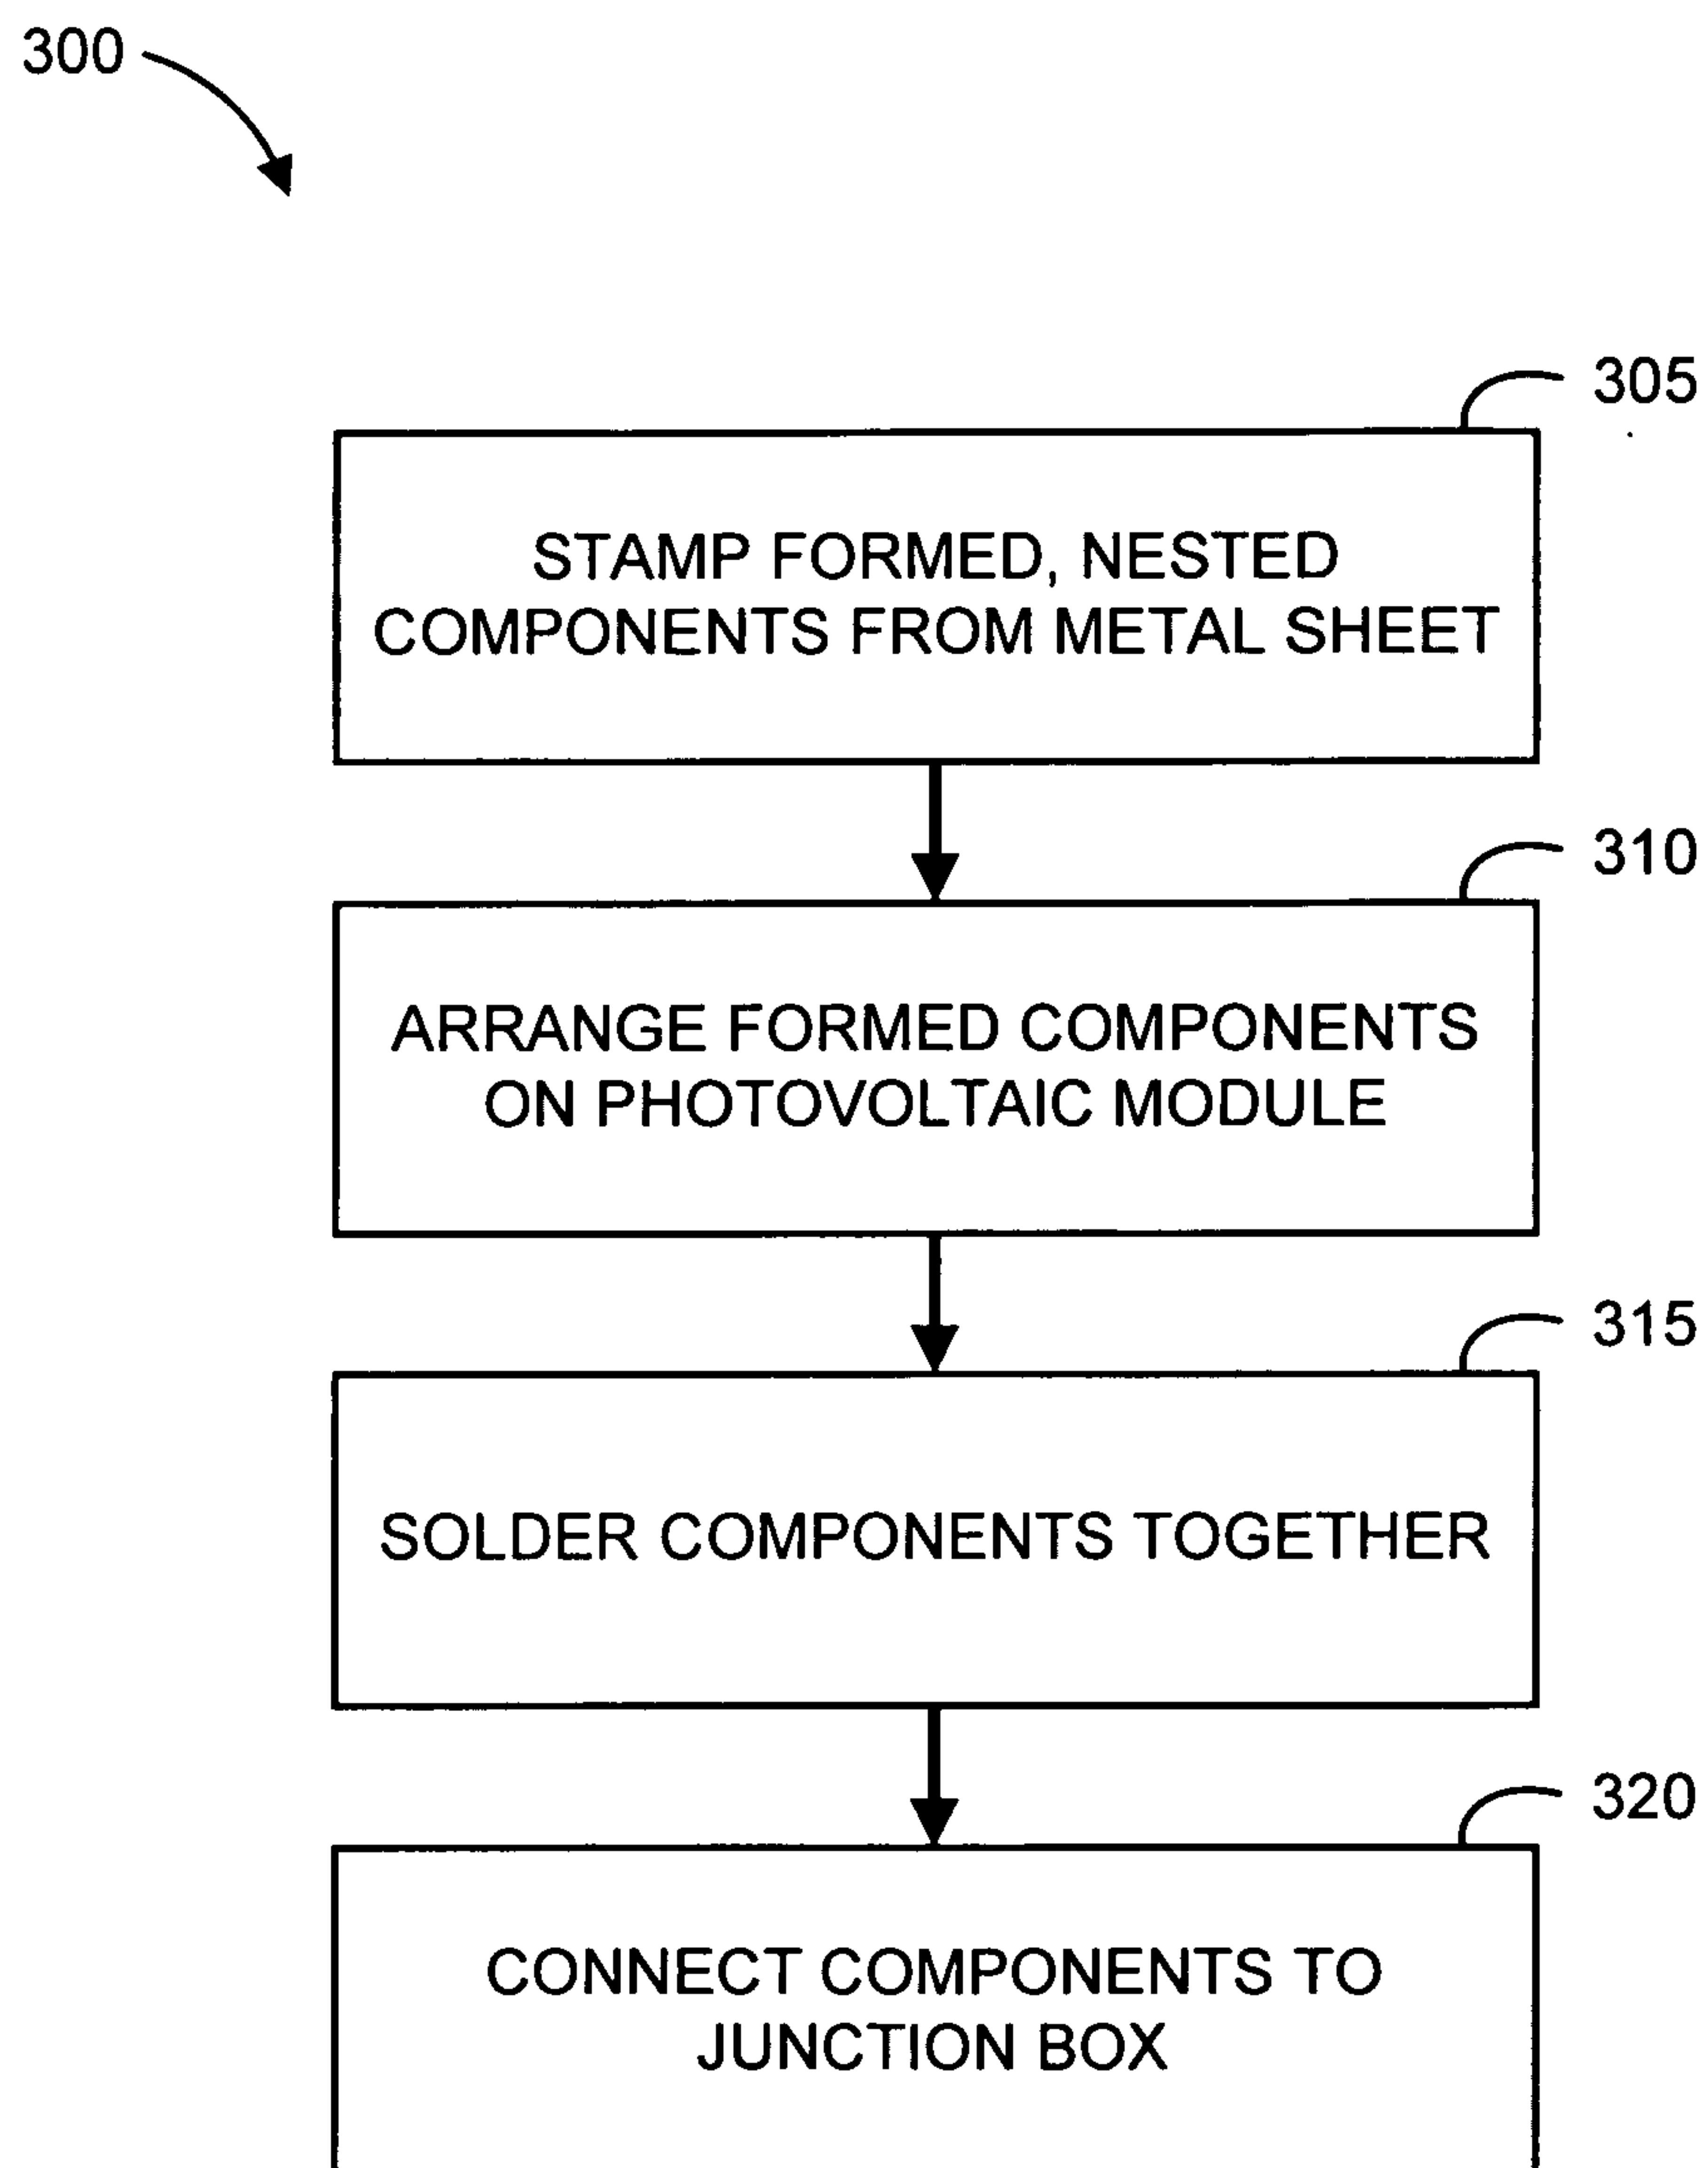 300
305
STAMP FORMED, NESTED
COMPONENTS FROM METAL SHEET
310
ARRANGE FORMED COMPONENTS
ON PHOTOVOLTAIC MODULE
315
SOLDER COMPONENTS TOGETHER
320
CONNECT COMPONENTS TO
JUNCTION BOX